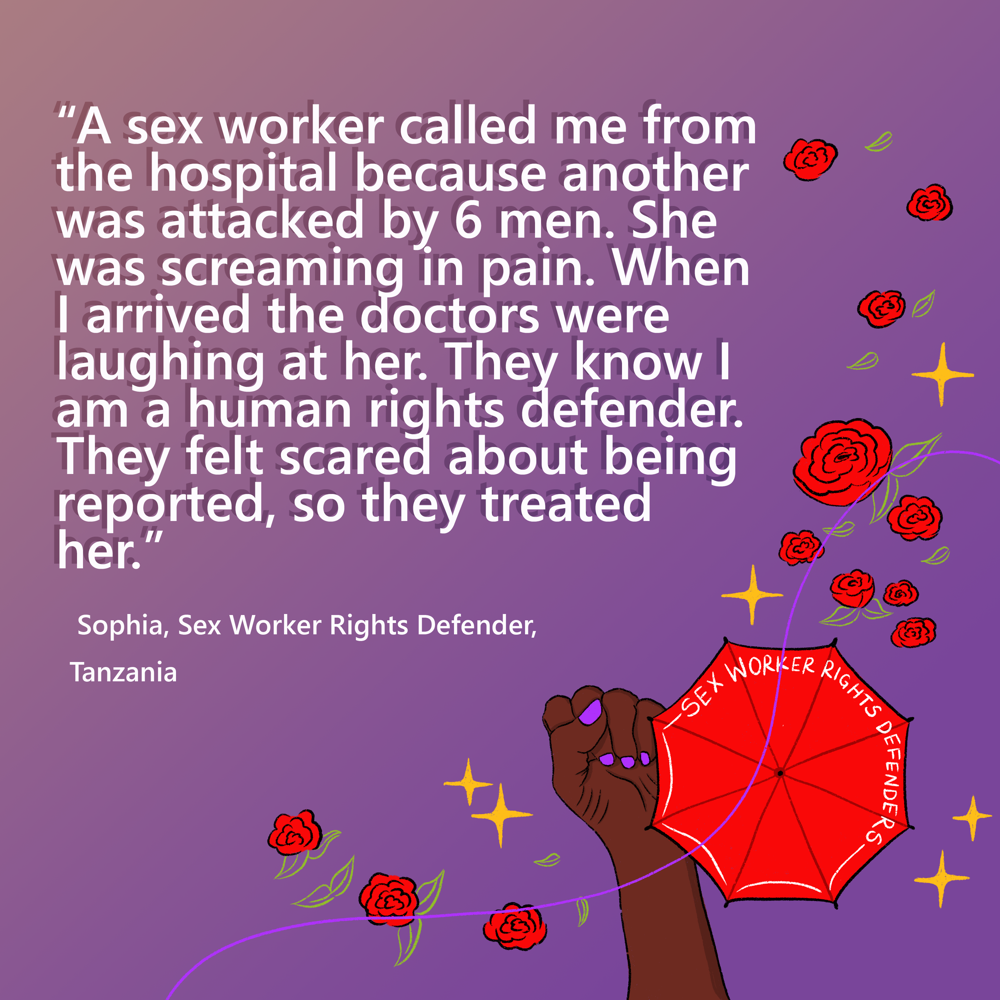 “A sex worker called me from
the hospital because another
was attacked by 6 men. She
was screaming in pain. When
I arrived the doctors were
laughing at her. They know I
am a human rights defender.
They felt scared about being
reported, so they treated
her.”
Sophia, Sex Worker Rights Defender,
Tanzania
SEX WORKER RIGHTS DEFENDERS